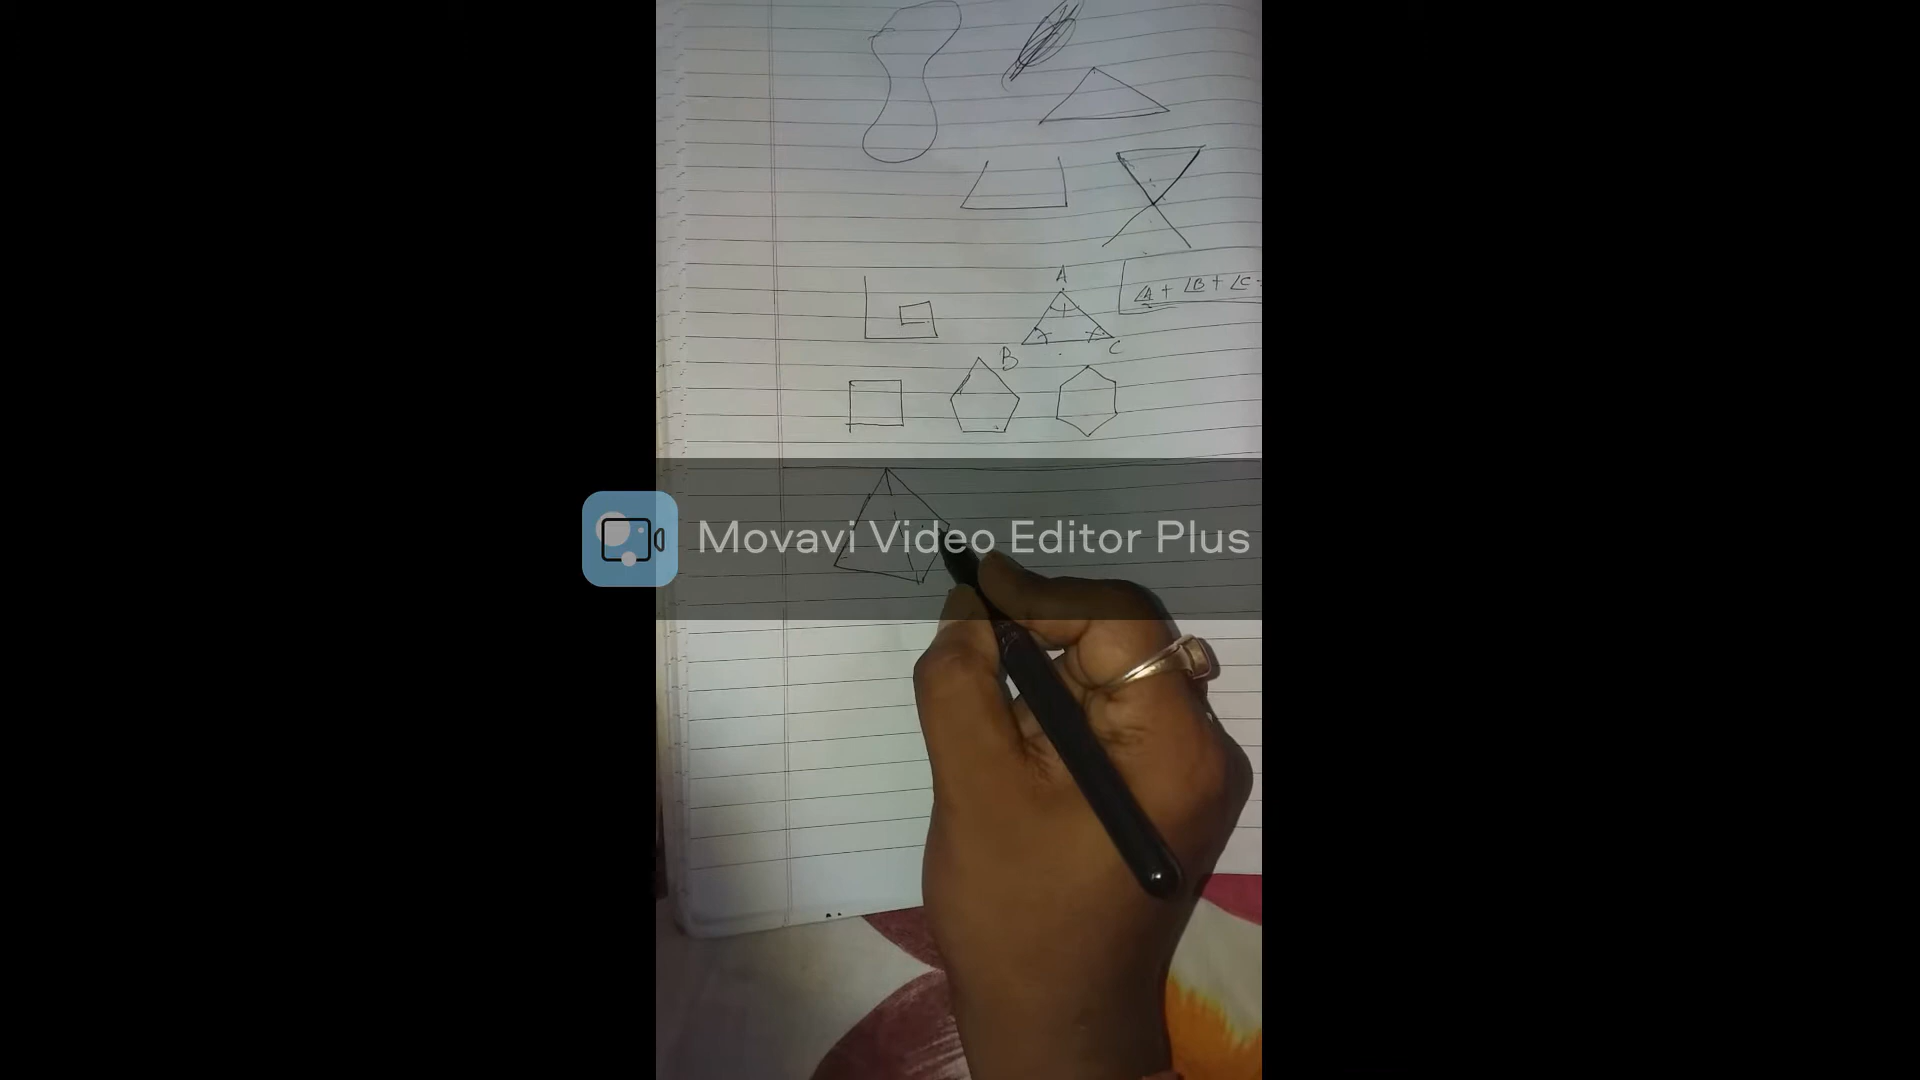 A
∠A + ∠B + ∠C
B
C
Movavi Video Editor Plus